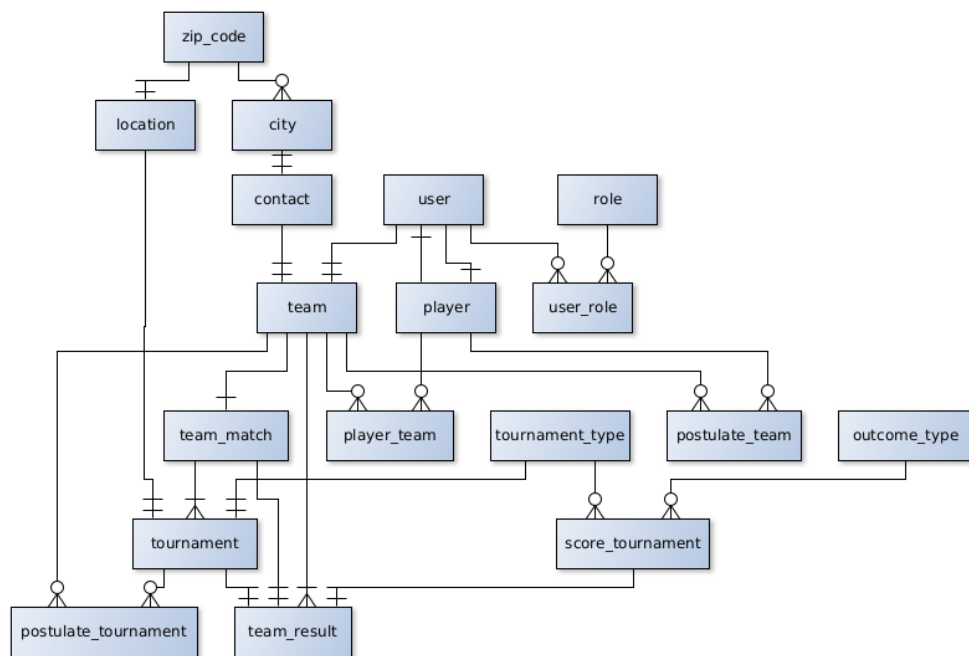 zip_code
location
city
contact
user
role
team
player
user_role
team_match
player_team
tournament_type
postulate_team
outcome_type
tournament
score_tournament
postulate_tournament
team_result